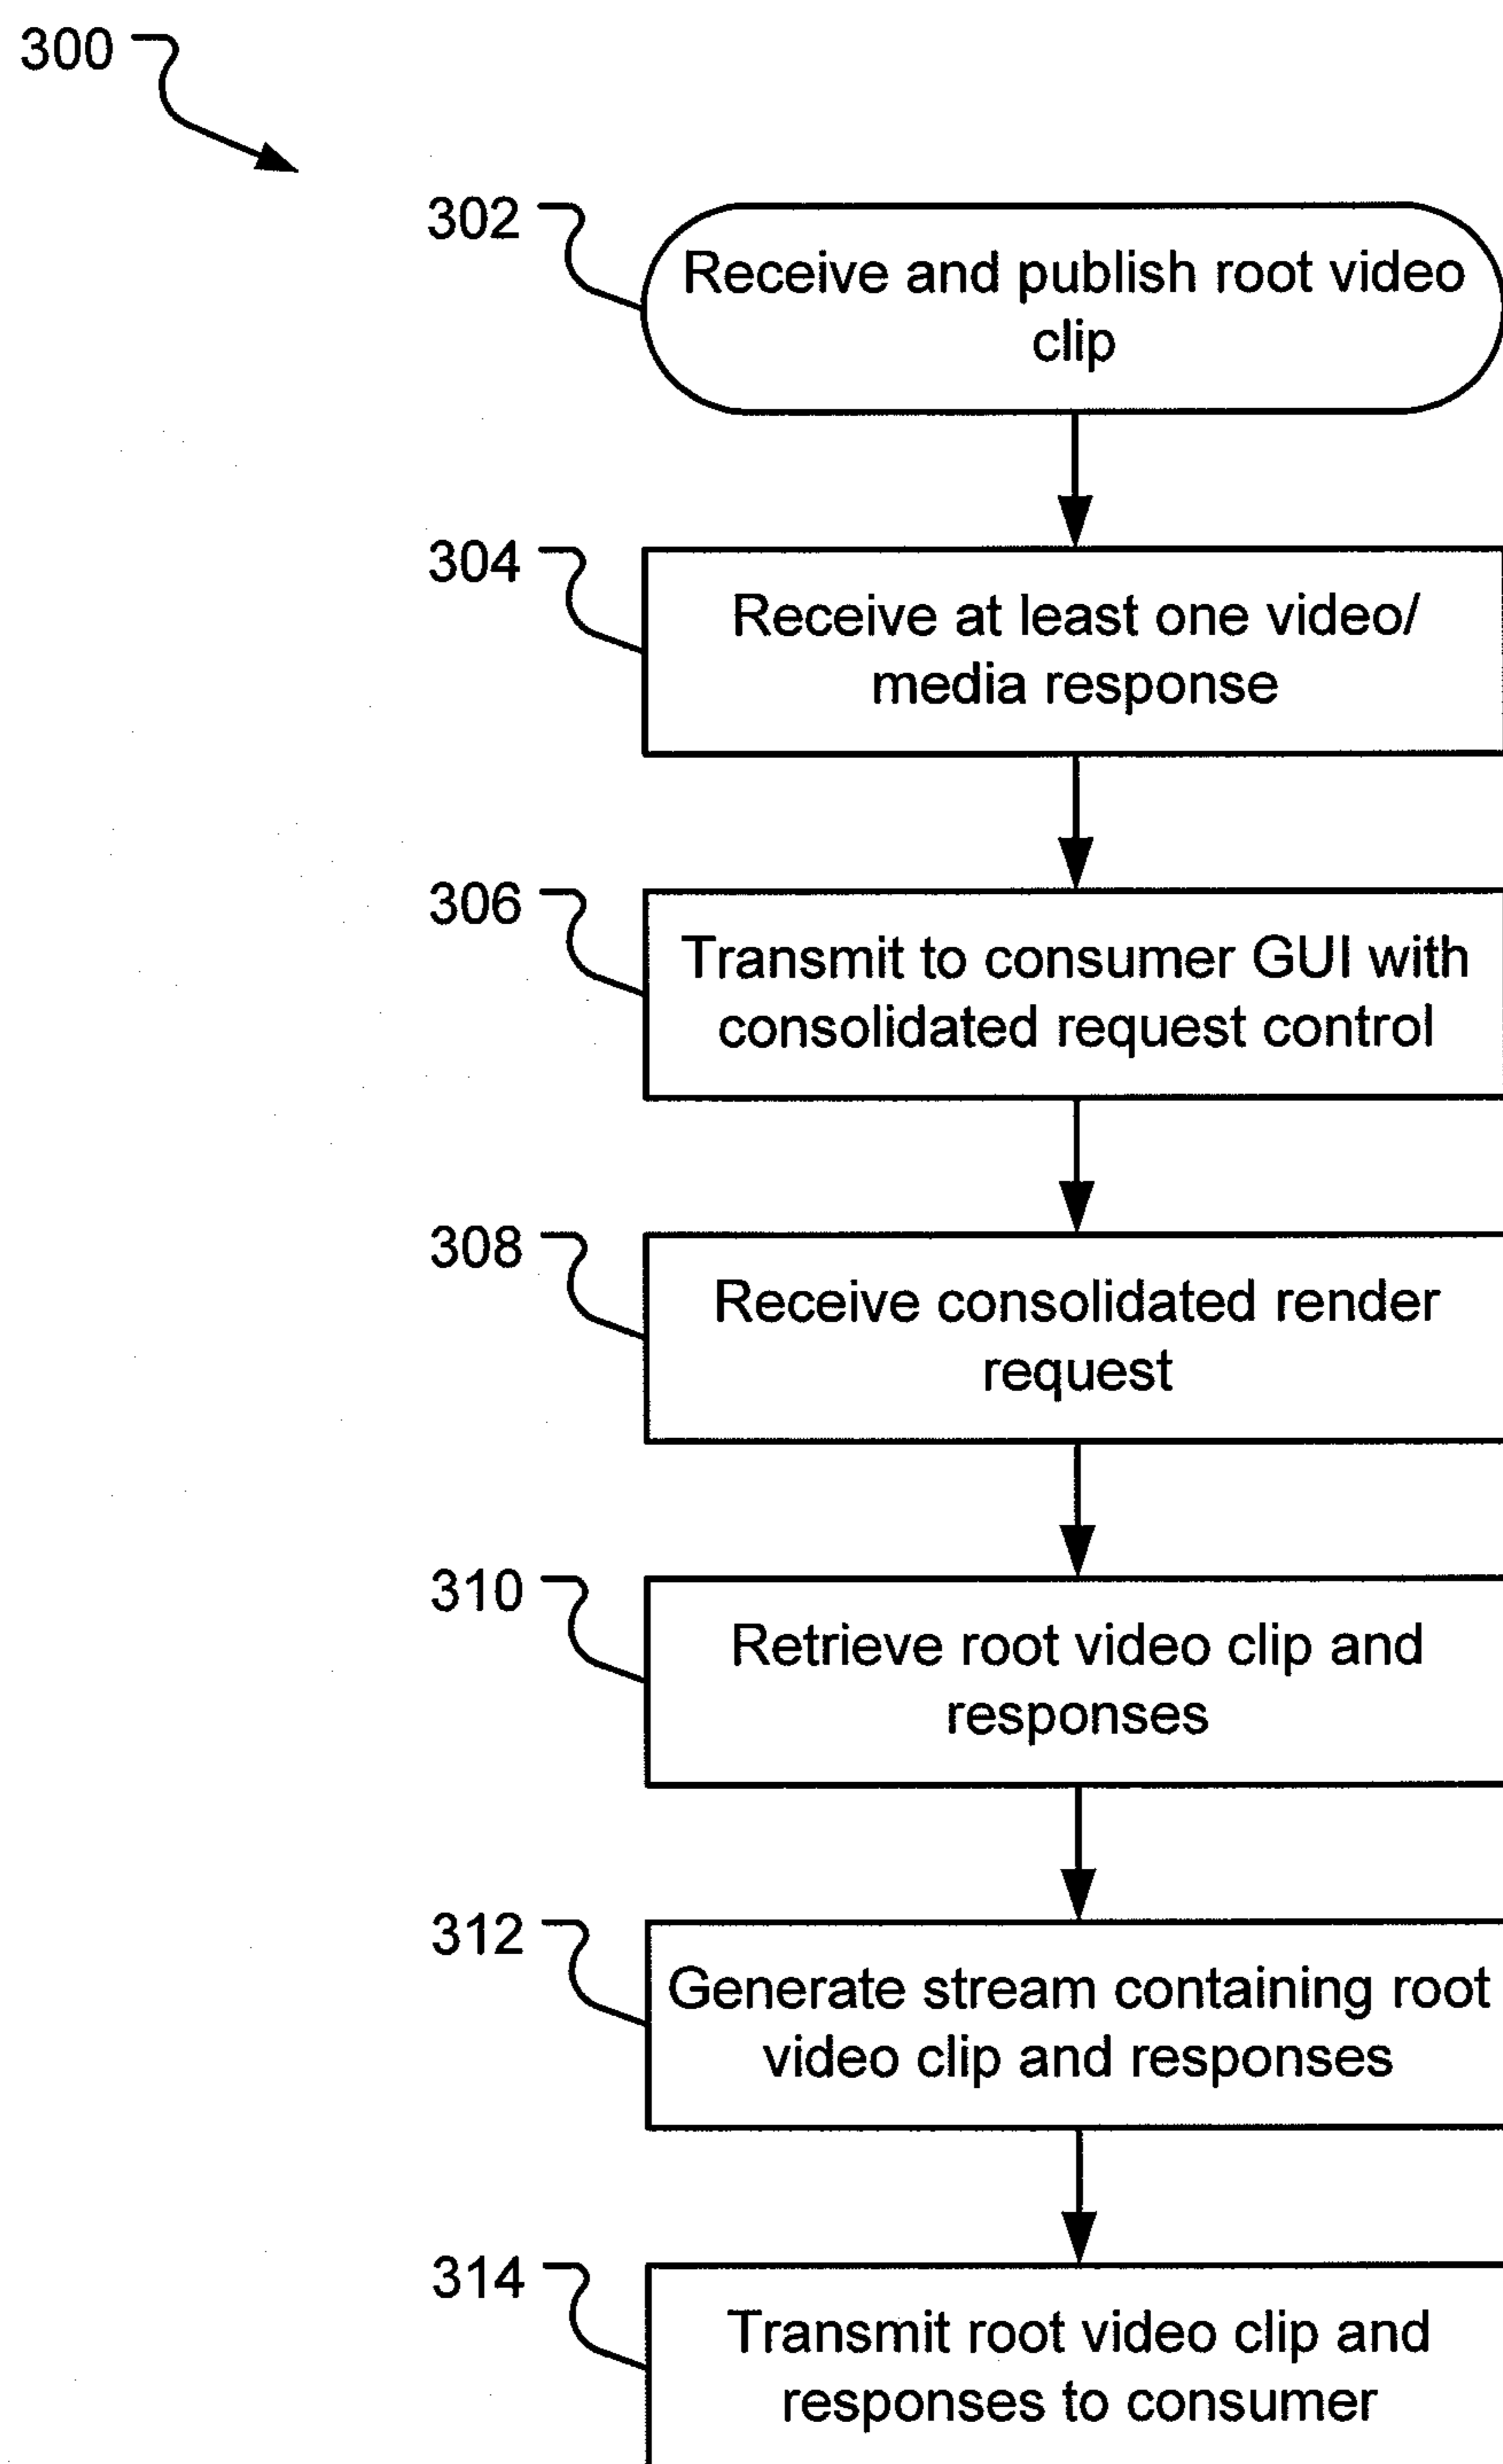 300
302
Receive and publish root video
clip
304
Receive at least one video/
media response
306
Transmit to consumer GUI with
consolidated request control
308
Receive consolidated render
request
310
Retrieve root video clip and
responses
312
Generate stream containing root
video clip and responses
314
Transmit root video clip and
responses to consumer